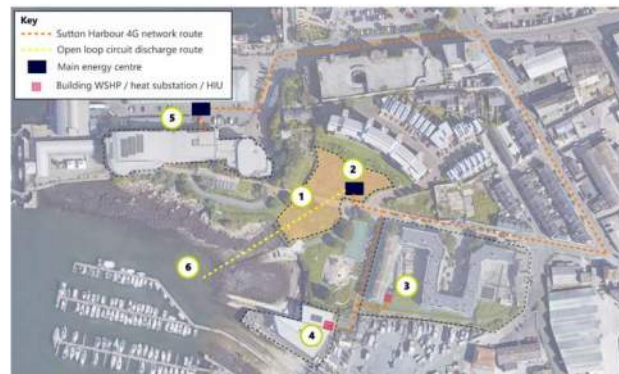 Key
Sutton Harbour 4G network route
Open loop circuit discharge route
Main energy centre
Building WSHP / heat substation / HIU
5
2
1
6
3
4